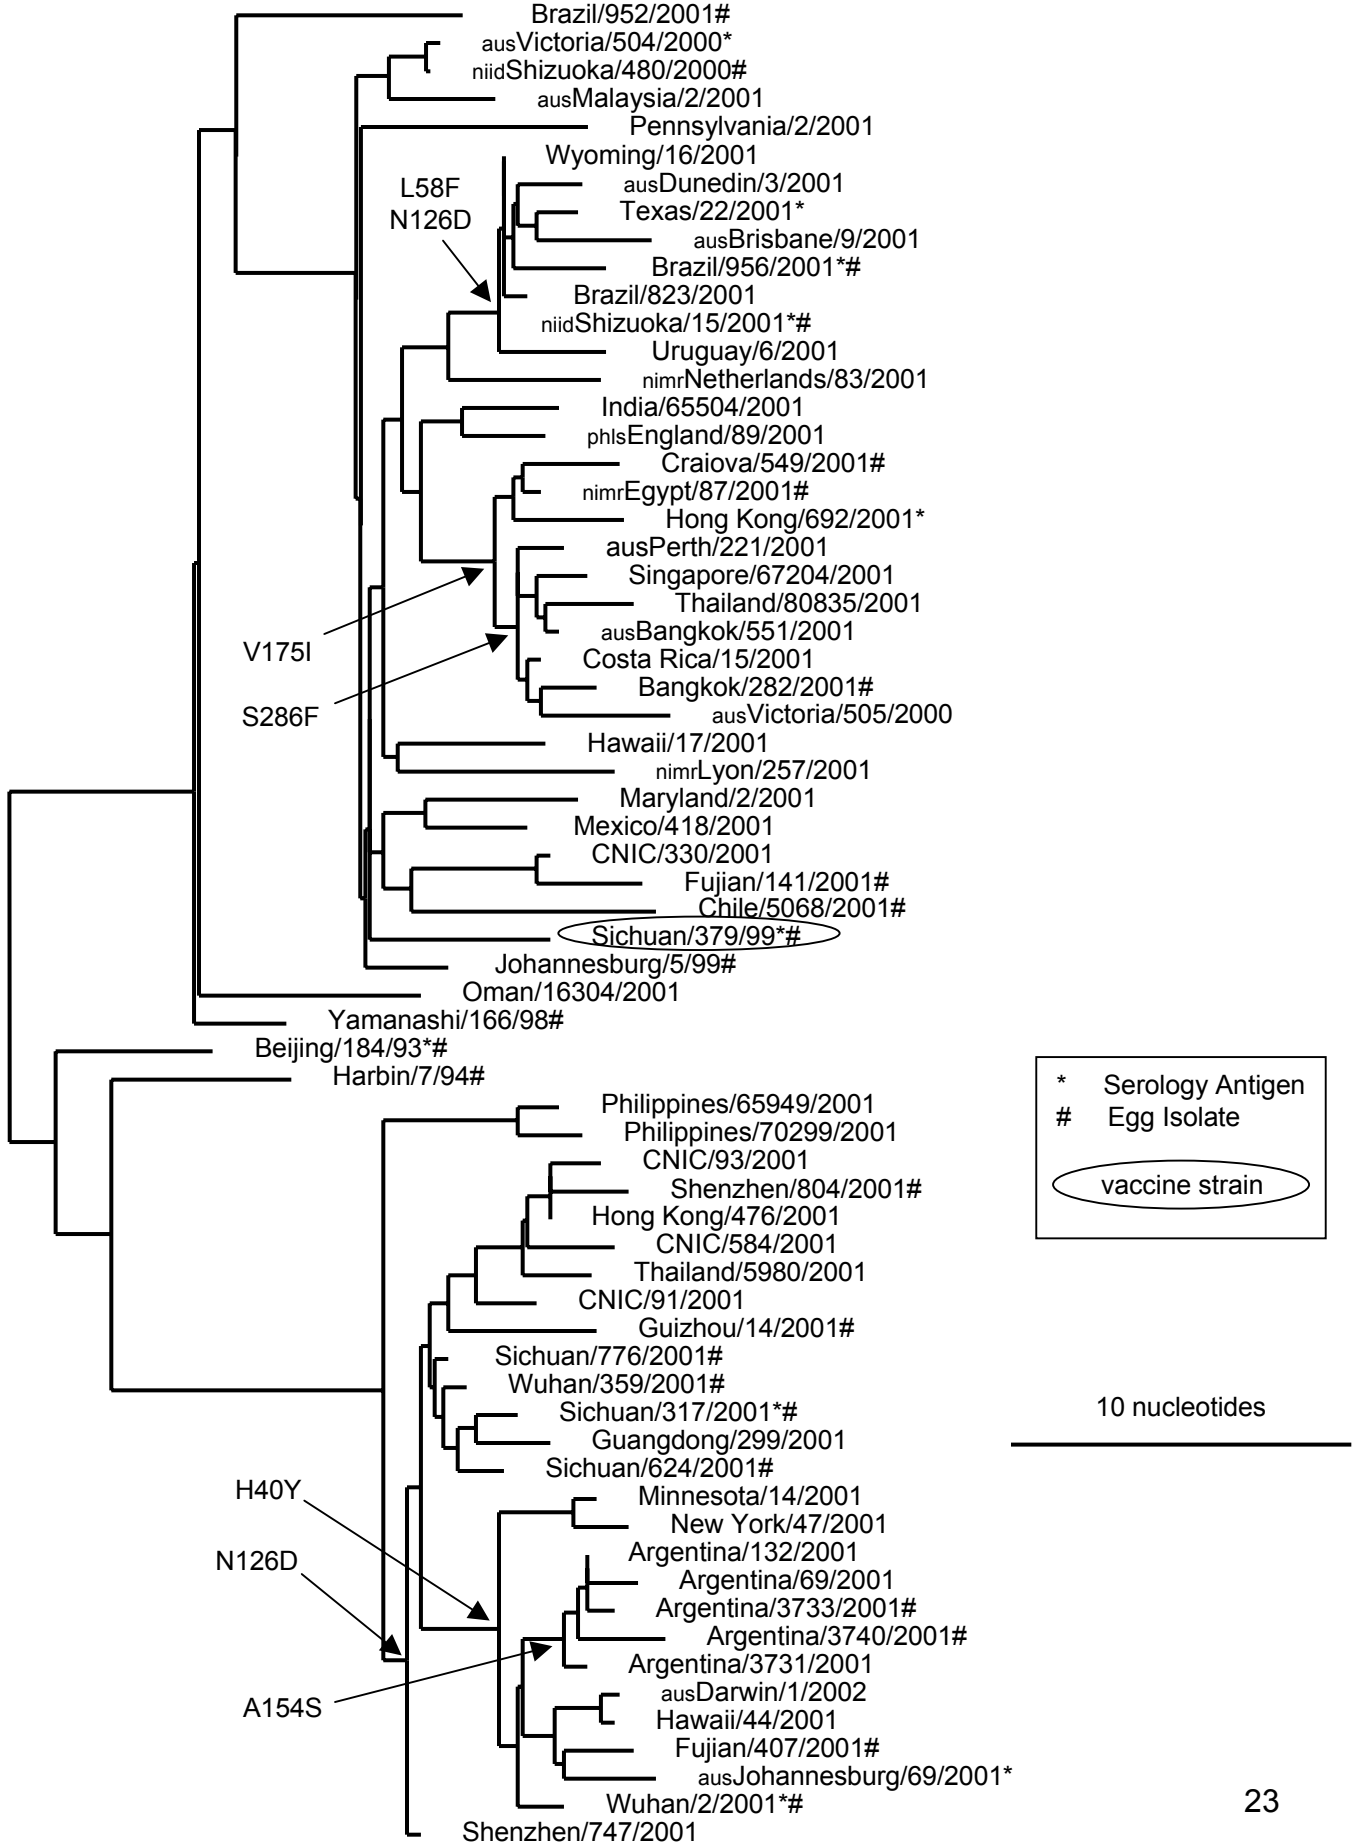 Brazil/952/2001#
ausVictoria/504/2000*
niidShizuoka/480/2000#
ausMalaysia/2/2001
Pennsylvania/2/2001
Wyoming/16/2001
L58F
N126D
ausDunedin/3/2001
Texas/22/2001*
ausBrisbane/9/2001
Brazil/956/2001*#
Brazil/823/2001
niidShizuoka/15/2001*#
Uruguay/6/2001
nimrNetherlands/83/2001
India/65504/2001
phlsEngland/89/2001
Craiova/549/2001#
nimrEgypt/87/2001#
Hong Kong/692/2001*
ausPerth/221/2001
Singapore/67204/2001
Thailand/80835/2001
ausBangkok/551/2001
V175I
Costa Rica/15/2001
Bangkok/282/2001#
S286F
ausVictoria/505/2000
Hawaii/17/2001
nimrLyon/257/2001
Maryland/2/2001
Mexico/418/2001
CNIC/330/2001
Fujian/141/2001#
Chile/5068/2001#
Sichuan/379/99*#
Johannesburg/5/99#
Oman/16304/2001
Yamanashi/166/98#
Beijing/184/93*#
Harbin/7/94#
* Serology Antigen
# Egg Isolate
vaccine strain
Philippines/65949/2001
Philippines/70299/2001
CNIC/93/2001
Shenzhen/804/2001#
Hong Kong/476/2001
CNIC/584/2001
Thailand/5980/2001
CNIC/91/2001
Guizhou/14/2001#
Sichuan/776/2001#
Wuhan/359/2001#
10 nucleotides
Sichuan/317/2001*#
Guangdong/299/2001
Sichuan/624/2001#
H40Y
Minnesota/14/2001
New York/47/2001
N126D
Argentina/132/2001
Argentina/69/2001
Argentina/3733/2001#
Argentina/3740/2001#
Argentina/3731/2001
ausDarwin/1/2002
A154S
Hawaii/44/2001
Fujian/407/2001#
ausJohannesburg/69/2001*
Wuhan/2/2001*#
Shenzhen/747/2001
23